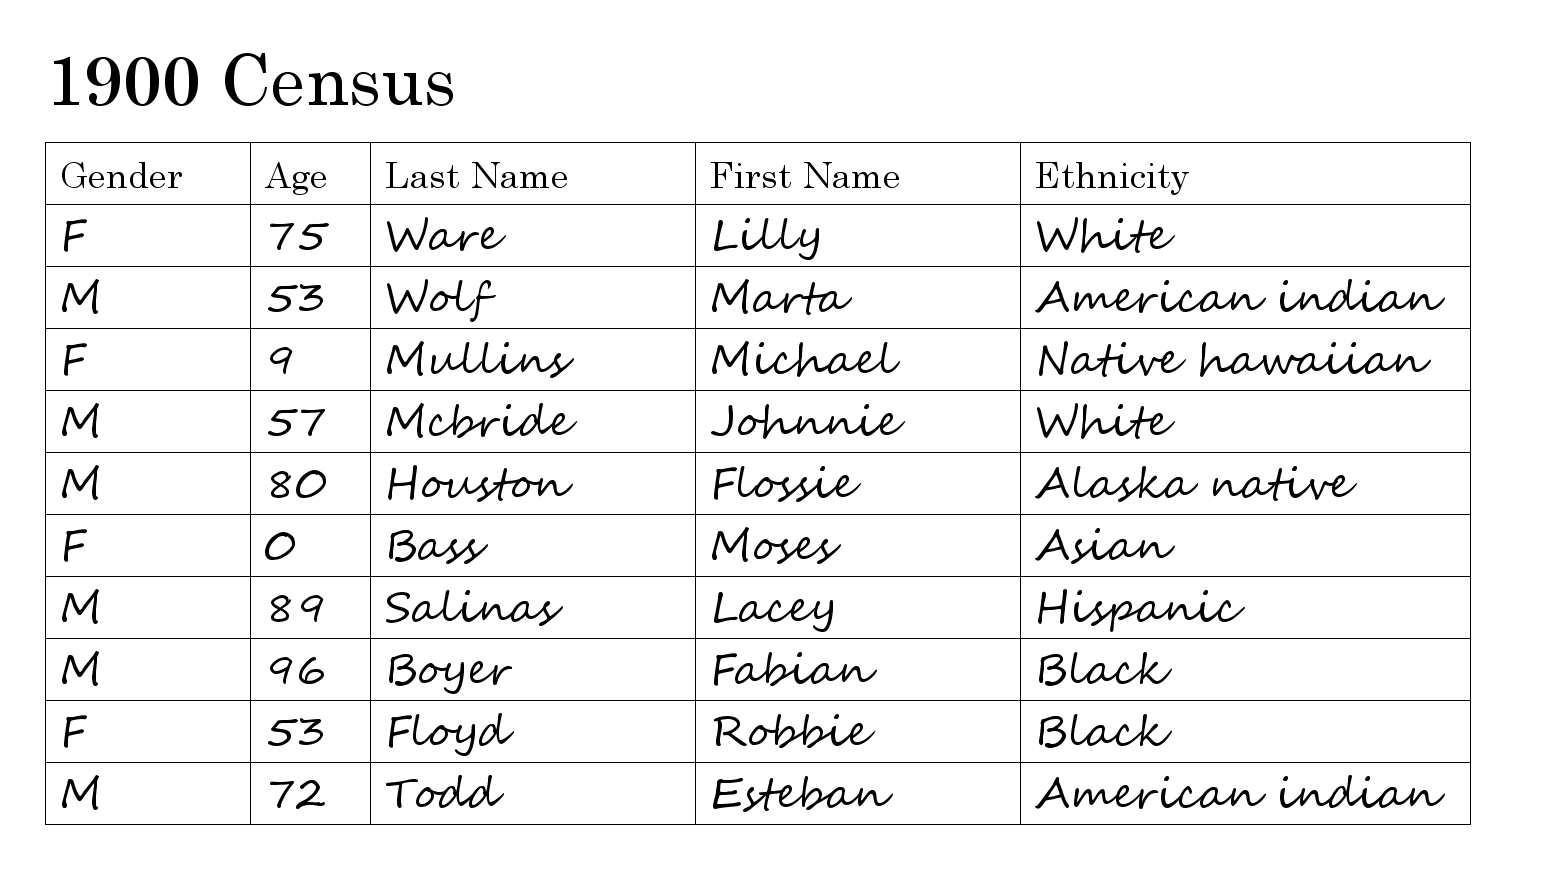 1900 Census
Gender Age Last Name First Name Ethnicity
F 75 Ware Lilly White
M 53 Wolf Marta American indian
F 9 Mullins Michael Native hawaiian
M 57 Mcbride Johnnie White
M 80 Houston Flossie Alaska native
F 0 Bass Moses Asian
M 89 Salinas Lacey Hispanic
M 96 Boyer Fabian Black
F 53 Floyd Robbie Black
M 72 Todd Esteban American indian